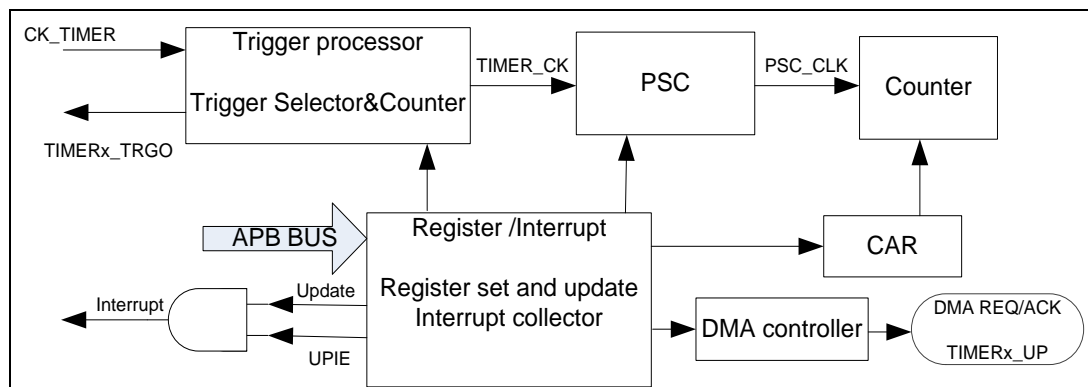 CK_TIMER
Trigger processor
Trigger Selector&Counter
TIMERx_TRGO
TIMER_CK
PSC
PSC_CLK
Counter
APB BUS
Register /Interrupt
Register set and update
Interrupt collector
CAR
Interrupt
Update
UPIE
DMA controller
DMA REQ/ACK
TIMERx_UP